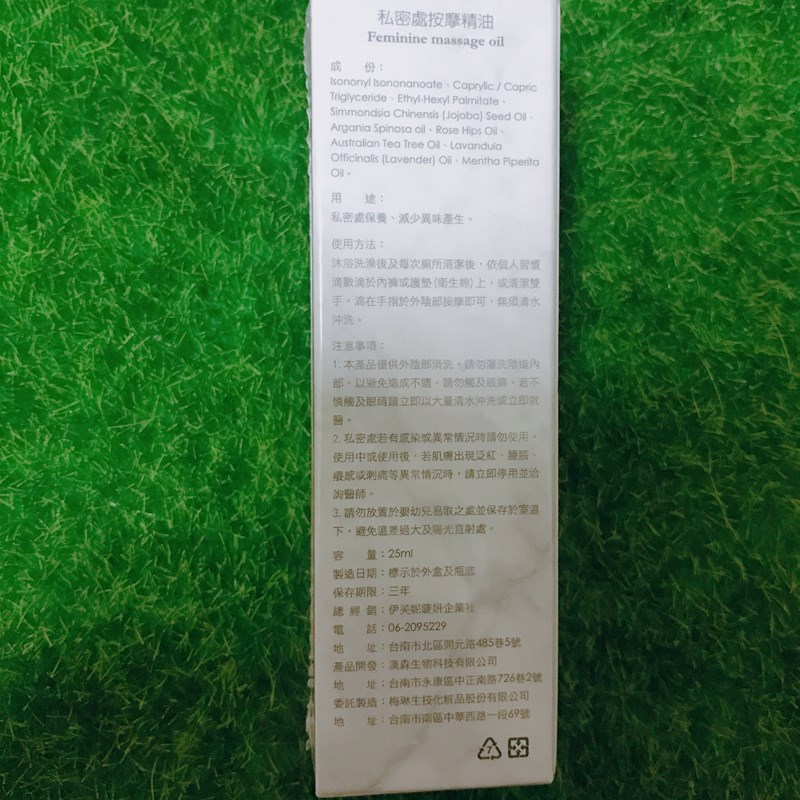 私密處按摩精油
Feminine massage oil
成　份：
Isononyl Isononanoate、Caprylic / Capric
Triglyceride、Ethyl-Hexyl Palmitate、
Simmondsia Chinensis (Jojoba) Seed Oil、
Argania Spinosa oil、Rose Hips Oil、
Australian Tea Tree Oil、Lavanduia
Officinalis (Lavender) Oil、Mentha Piperita
Oil。
用　途：
私密處保養、減少異味產生。
使用方法：
沐浴洗澡後及每次廁所清潔後，依個人習慣
滴數滴於內褲或護墊(衛生棉)上，或清潔雙
手，滴在手指於外陰部按摩即可，無須清水
沖洗。
注意事項：
1. 本產品僅供外陰部清洗，請勿灌洗陰道內
部，以避免造成不適。請勿觸及眼睛。若不
慎觸及眼睛請立即以大量清水沖洗或立即就
醫。
2. 私密處若有感染或異常情況時請勿使用。
使用中或使用後，若肌膚出現泛紅、腫脹、
癢感或刺痛等異常情況時，請立即停用並洽
詢醫師。
3. 請勿放置於嬰幼兒易取之處並保存於室溫
下，避免溫差過大及陽光直射處。
容　量：25ml
製造日期：標示於外盒及瓶底
保存期限：三年
總 經 銷：伊芙妮靈妍企業社
電　話：06-2095229
地　址：台南市北區開元路485巷5號
產品開發：漢森生物科技有限公司
地　址：台南市永康區中正南路726巷2號
委託製造：梅琳生技化粧品股份有限公司
地　址：台南市南區中華西路一段69號